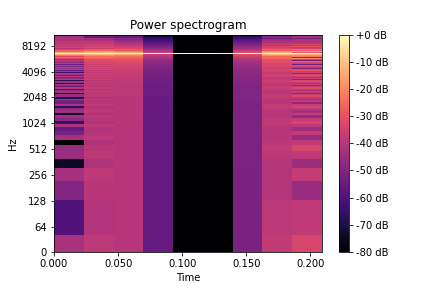 Power spectrogram
Hz
8192
4096
2048
1024
512
256
128
64
0
0.000 0.050 0.100 0.150 0.200
Time
+0 dB
-10 dB
-20 dB
-30 dB
-40 dB
-50 dB
-60 dB
-70 dB
-80 dB